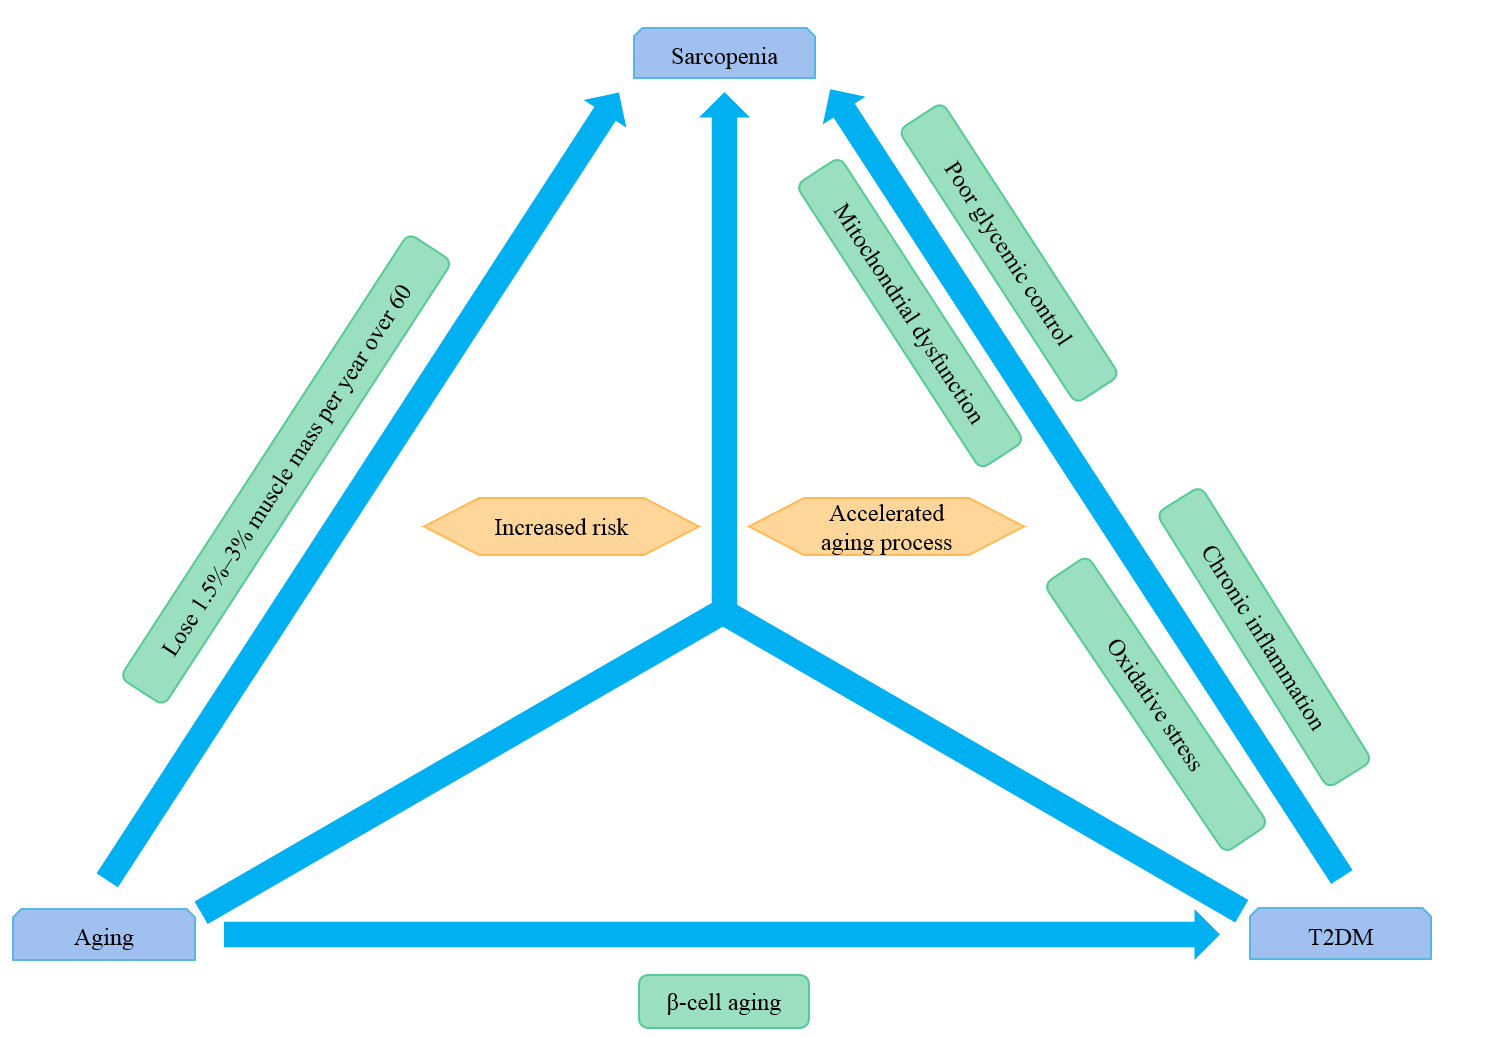 Sarcopenia
Poor glycemic control
Mitochondrial dysfunction
Lose 1.5%–3% muscle mass per year over 60
Increased risk
Accelerated
aging process
Chronic inflammation
Oxidative stress
Aging
T2DM
β-cell aging